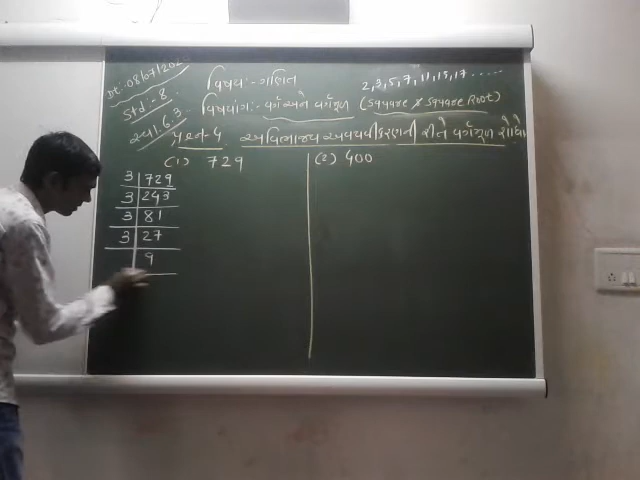 Dt:-08/07/202
Std:-8
સ્વા. 6.3
વિષય:-ગણિત
2,3,5,7,11,13,17.....
વિષયાંગ:- વર્ગ અને વર્ગમૂળ (Square & Square Root)
પ્રશ્ન-4 અવિભાજ્ય અવયવીકરણની રીતે વર્ગમૂળ શોધો
(1) 729
3 729
3 243
3 81
3 27
9
(2) 400